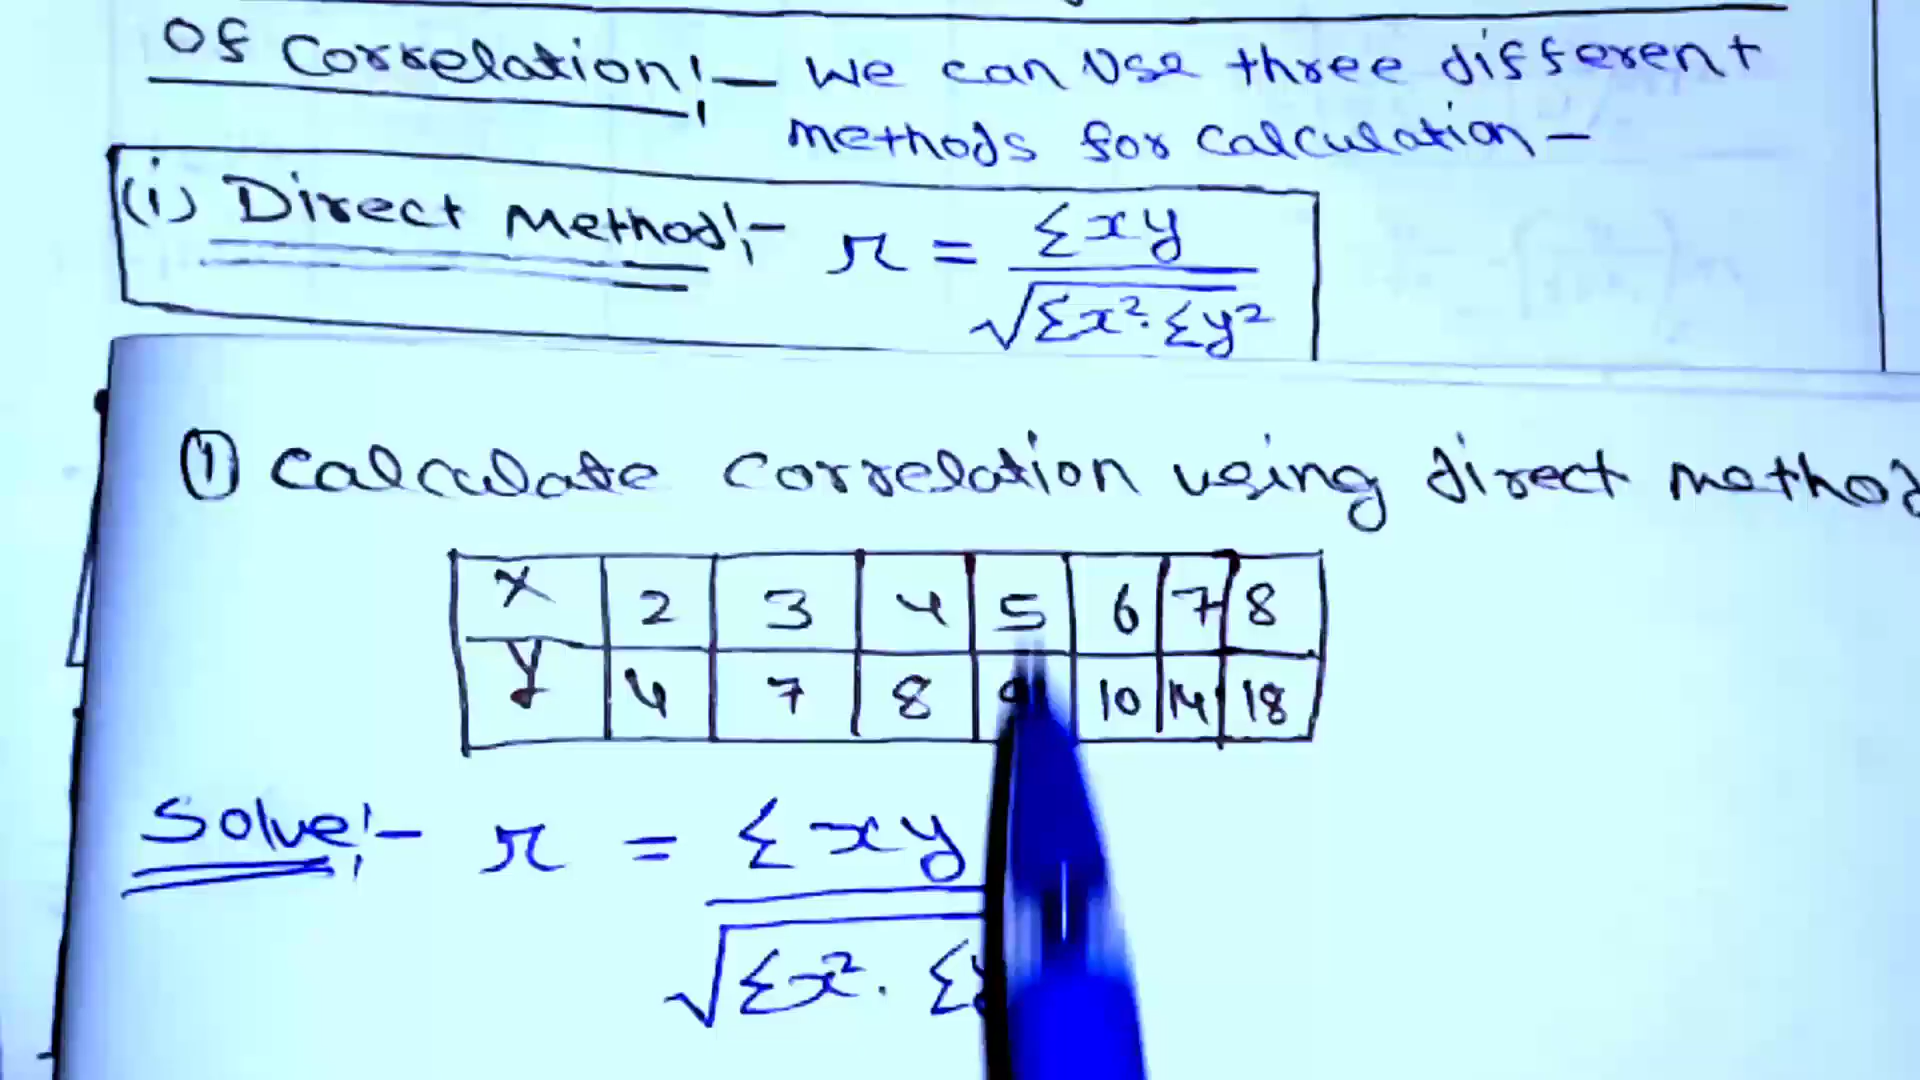 Of Correlation:- We can Use three different
methods for Calculation -
(i) Direct Method:- r = Σxy / √Σx²·Σy²
① Calculate correlation using direct method
X 2 3 4 5 6 7 8
Y 4 7 8 9 10 14 18
Solve:- r = Σxy
√Σx². Σ